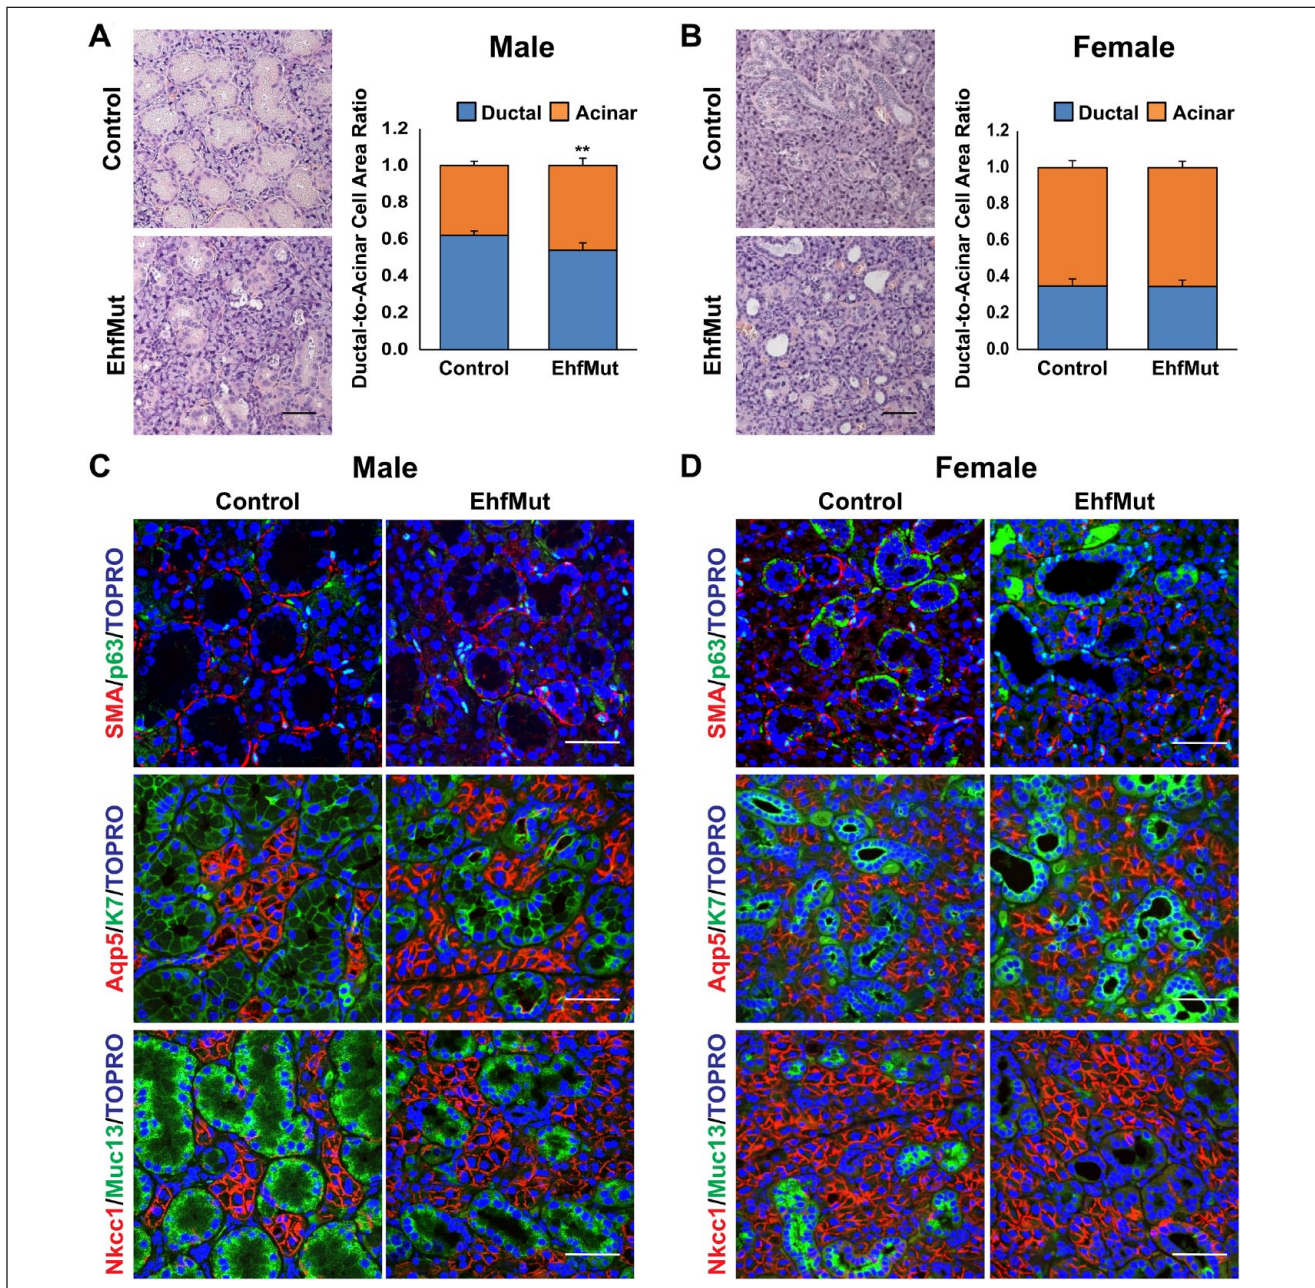 A
Male
Control
EhfMut
Ductal Acinar
Ductal-to-Acinar Cell Area Ratio
1.2
1.0
0.8
0.6
0.4
0.2
0.0
**
Control EhfMut
B
Female
Control
EhfMut
Ductal Acinar
Ductal-to-Acinar Cell Area Ratio
1.2
1.0
0.8
0.6
0.4
0.2
0.0
Control EhfMut
C
Male
Control EhfMut
SMA/p63/TOPRO
Aqp5/K7/TOPRO
Nkcc1/Muc13/TOPRO
D
Female
Control EhfMut
SMA/p63/TOPRO
Aqp5/K7/TOPRO
Nkcc1/Muc13/TOPRO